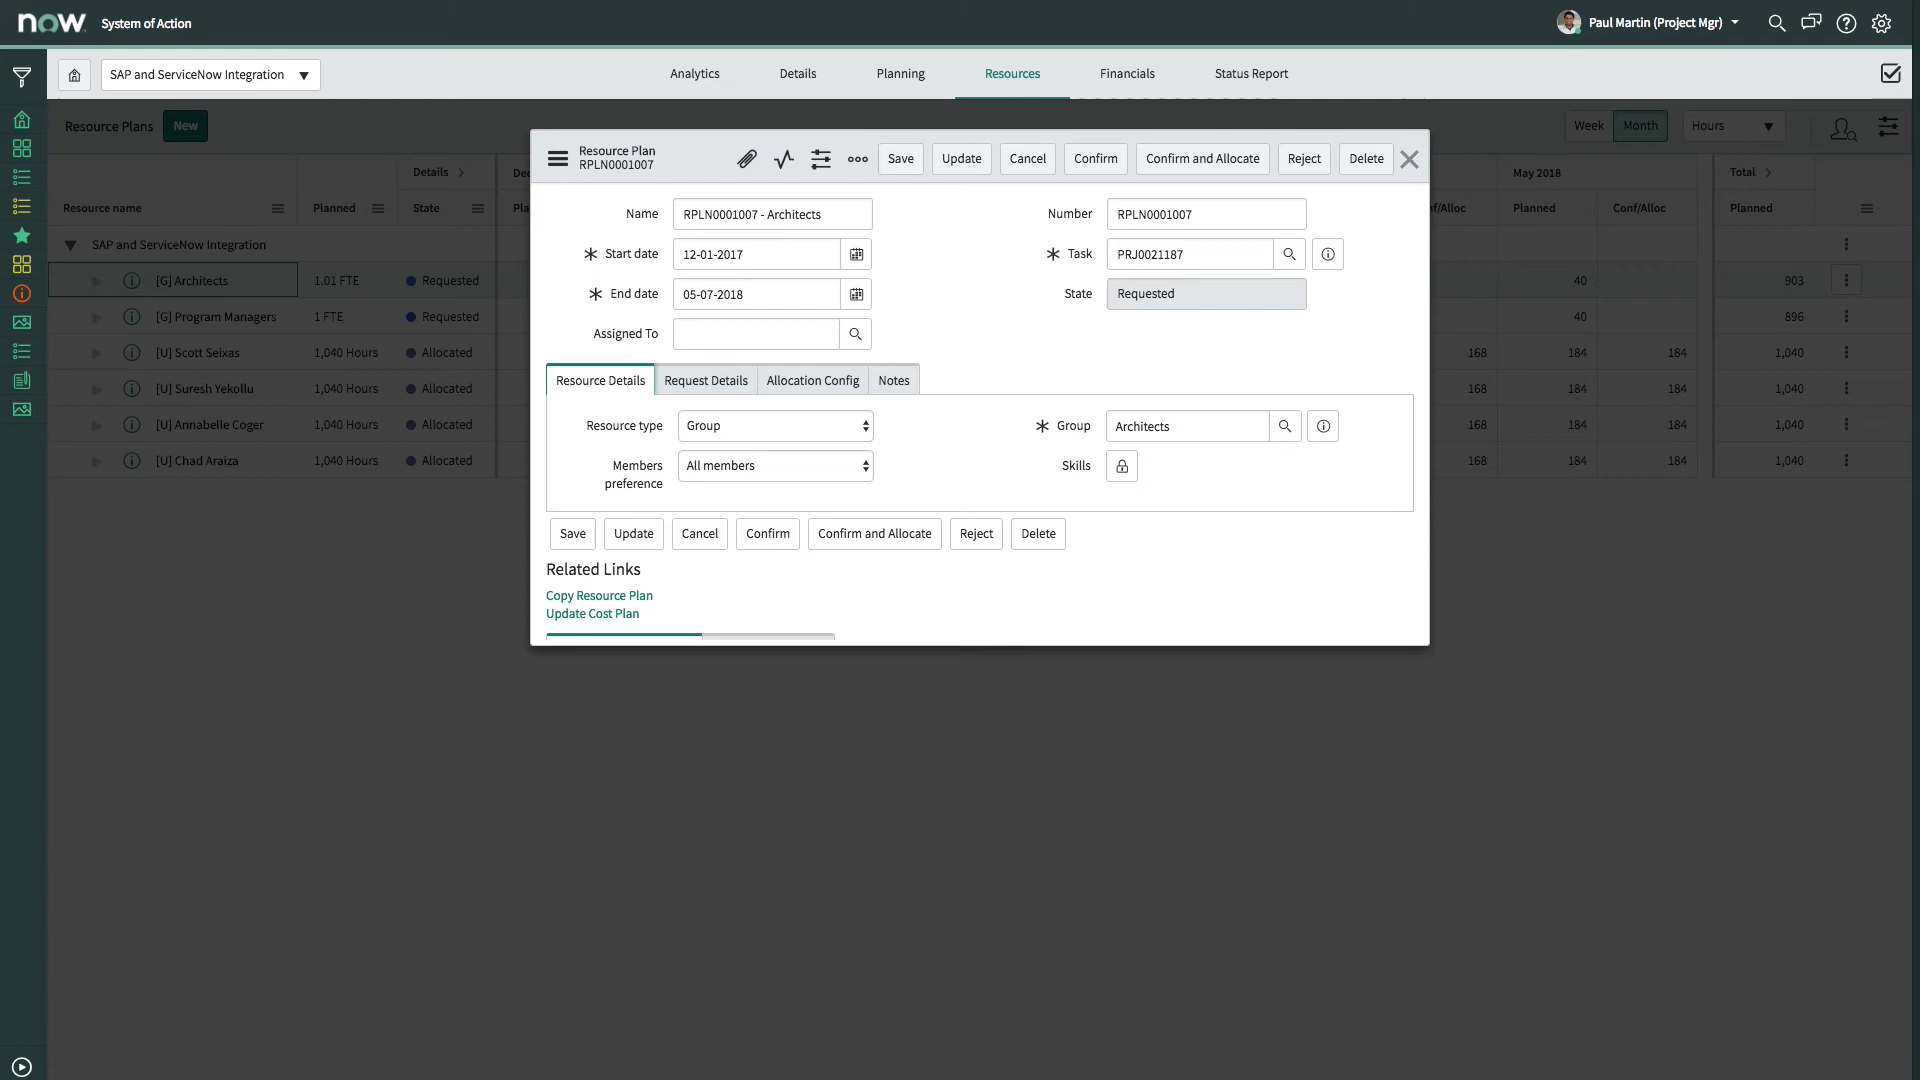 now System of Action
Paul Martin (Project Mgr)
SAP and ServiceNow Integration
Analytics Details Planning Resources Financials Status Report
Resource Plans New
Week Month Hours
Resource Plan
RPLN0001007
Save Update Cancel Confirm Confirm and Allocate Reject Delete
Details May 2018 Total
Resource name Planned State Planned Conf/Alloc Planned
SAP and ServiceNow Integration
[G] Architects 1.01 FTE Requested 40 903
[G] Program Managers 1 FTE Requested 40 896
[U] Scott Seixas 1,040 Hours Allocated 168 184 184 1,040
[U] Suresh Yekollu 1,040 Hours Allocated 168 184 184 1,040
[U] Annabelle Coger 1,040 Hours Allocated 168 184 184 1,040
[U] Chad Araiza 1,040 Hours Allocated 168 184 184 1,040
Name RPLN0001007 - Architects Number RPLN0001007
Start date 12-01-2017 Task PRJ0021187
End date 05-07-2018 State Requested
Assigned To
Resource Details Request Details Allocation Config Notes
Resource type Group Group Architects
Members preference All members Skills
Save Update Cancel Confirm Confirm and Allocate Reject Delete
Related Links
Copy Resource Plan
Update Cost Plan